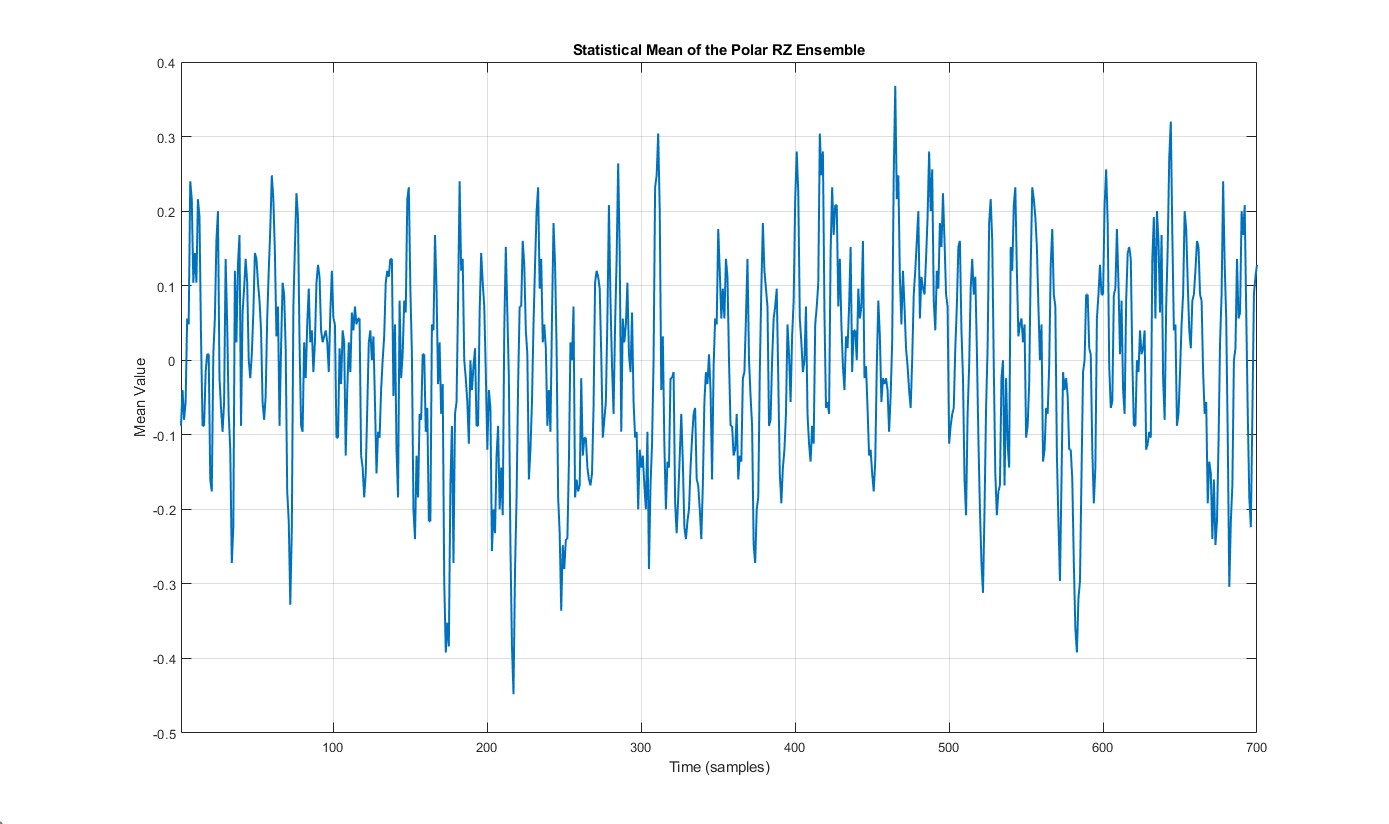 Statistical Mean of the Polar RZ Ensemble
0.4
0.3
0.2
0.1
0
-0.1
-0.2
-0.3
-0.4
-0.5
Mean Value
100 200 300 400 500 600 700
Time (samples)